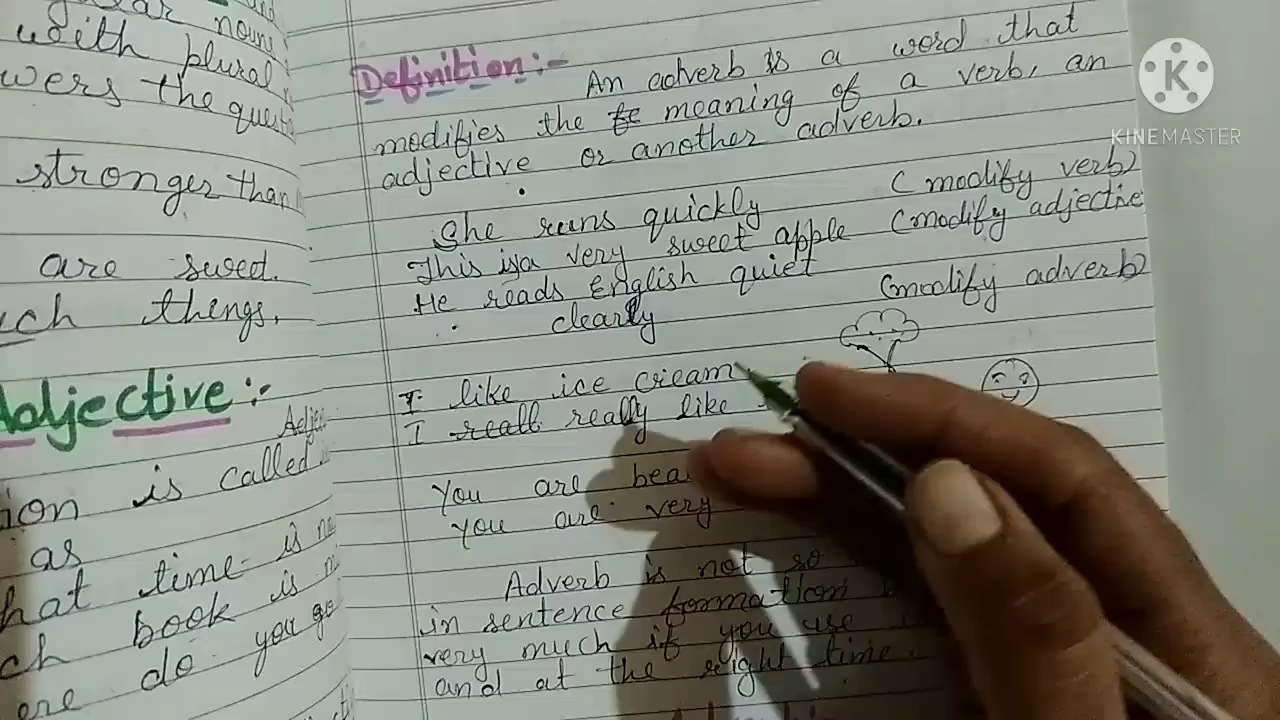 with plural
wers the
stronger than
are sweet.
ch things.
Adjective :-
ion is called
as
hat time is
ch book is
ere do you go
Definition :-
An adverb is a word that
modifies the meaning of a verb, an
adjective or another adverb.
She runs quickly (modify verb)
This is a very sweet apple (modify adjective
He reads English quiet
clearly (modify adverb)
I like ice cream
I reall really like
You are
you are very
Adverb is not so
in sentence formation
very much if you use
and at the right time.
KINEMASTER